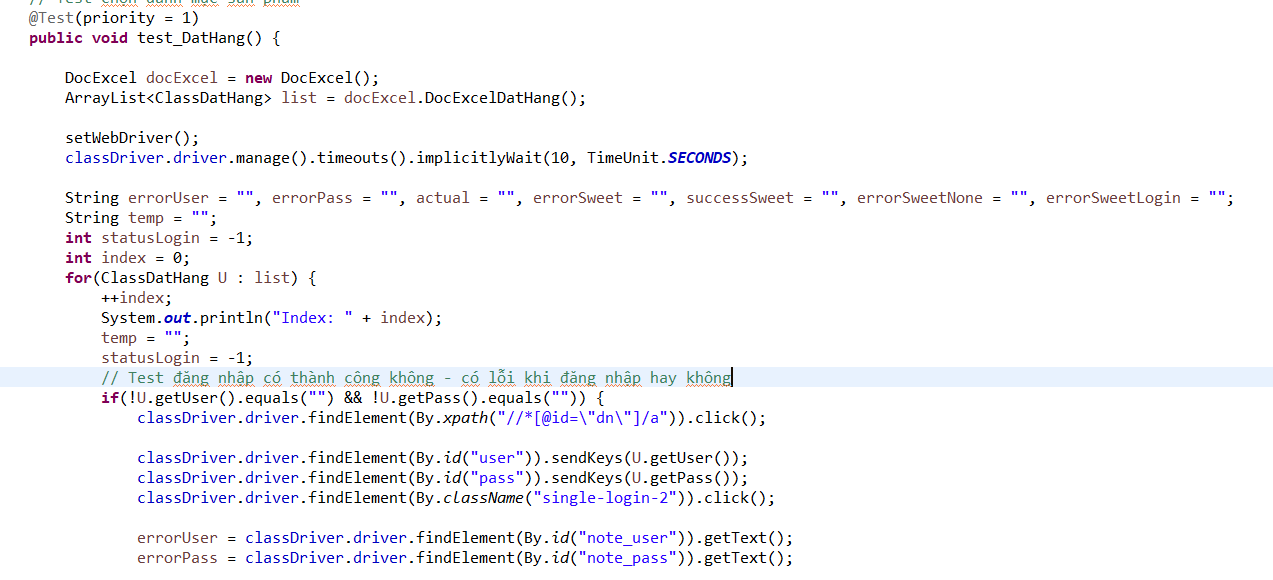 // Test chọn danh mục sản phẩm
@Test(priority = 1)
public void test_DatHang() {
DocExcel docExcel = new DocExcel();
ArrayList<ClassDatHang> list = docExcel.DocExcelDatHang();
setWebDriver();
classDriver.driver.manage().timeouts().implicitlyWait(10, TimeUnit.SECONDS);
String errorUser = "", errorPass = "", actual = "", errorSweet = "", successSweet = "", errorSweetNone = "", errorSweetLogin = "";
String temp = "";
int statusLogin = -1;
int index = 0;
for(ClassDatHang U : list) {
++index;
System.out.println("Index: " + index);
temp = "";
statusLogin = -1;
// Test đăng nhập có thành công không - có lỗi khi đăng nhập hay không
if(!U.getUser().equals("") && !U.getPass().equals("")) {
classDriver.driver.findElement(By.xpath("//*[@id=\"dn\"]/a")).click();
classDriver.driver.findElement(By.id("user")).sendKeys(U.getUser());
classDriver.driver.findElement(By.id("pass")).sendKeys(U.getPass());
classDriver.driver.findElement(By.className("single-login-2")).click();
errorUser = classDriver.driver.findElement(By.id("note_user")).getText();
errorPass = classDriver.driver.findElement(By.id("note_pass")).getText();